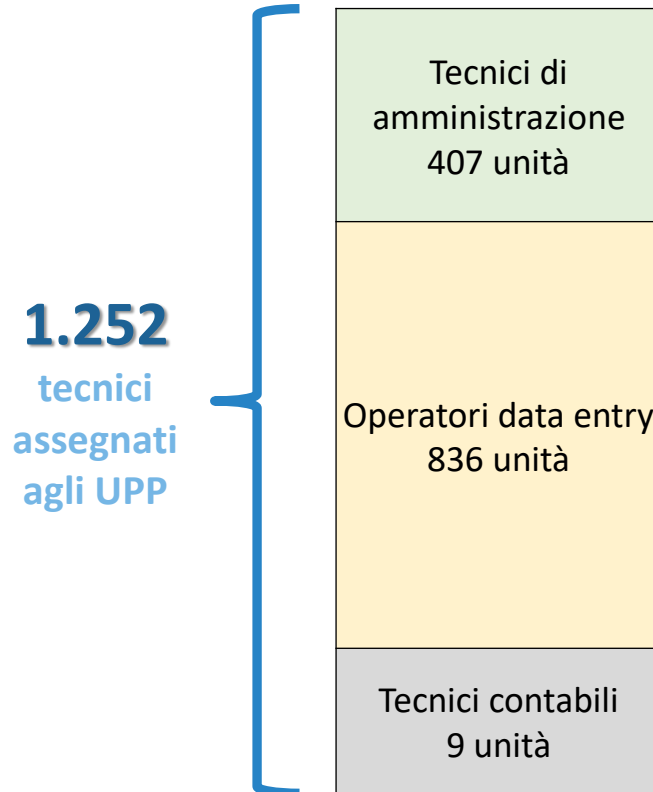 1.252
tecnici
assegnati
agli UPP
Tecnici di
amministrazione
407 unità
Operatori data entry
836 unità
Tecnici contabili
9 unità